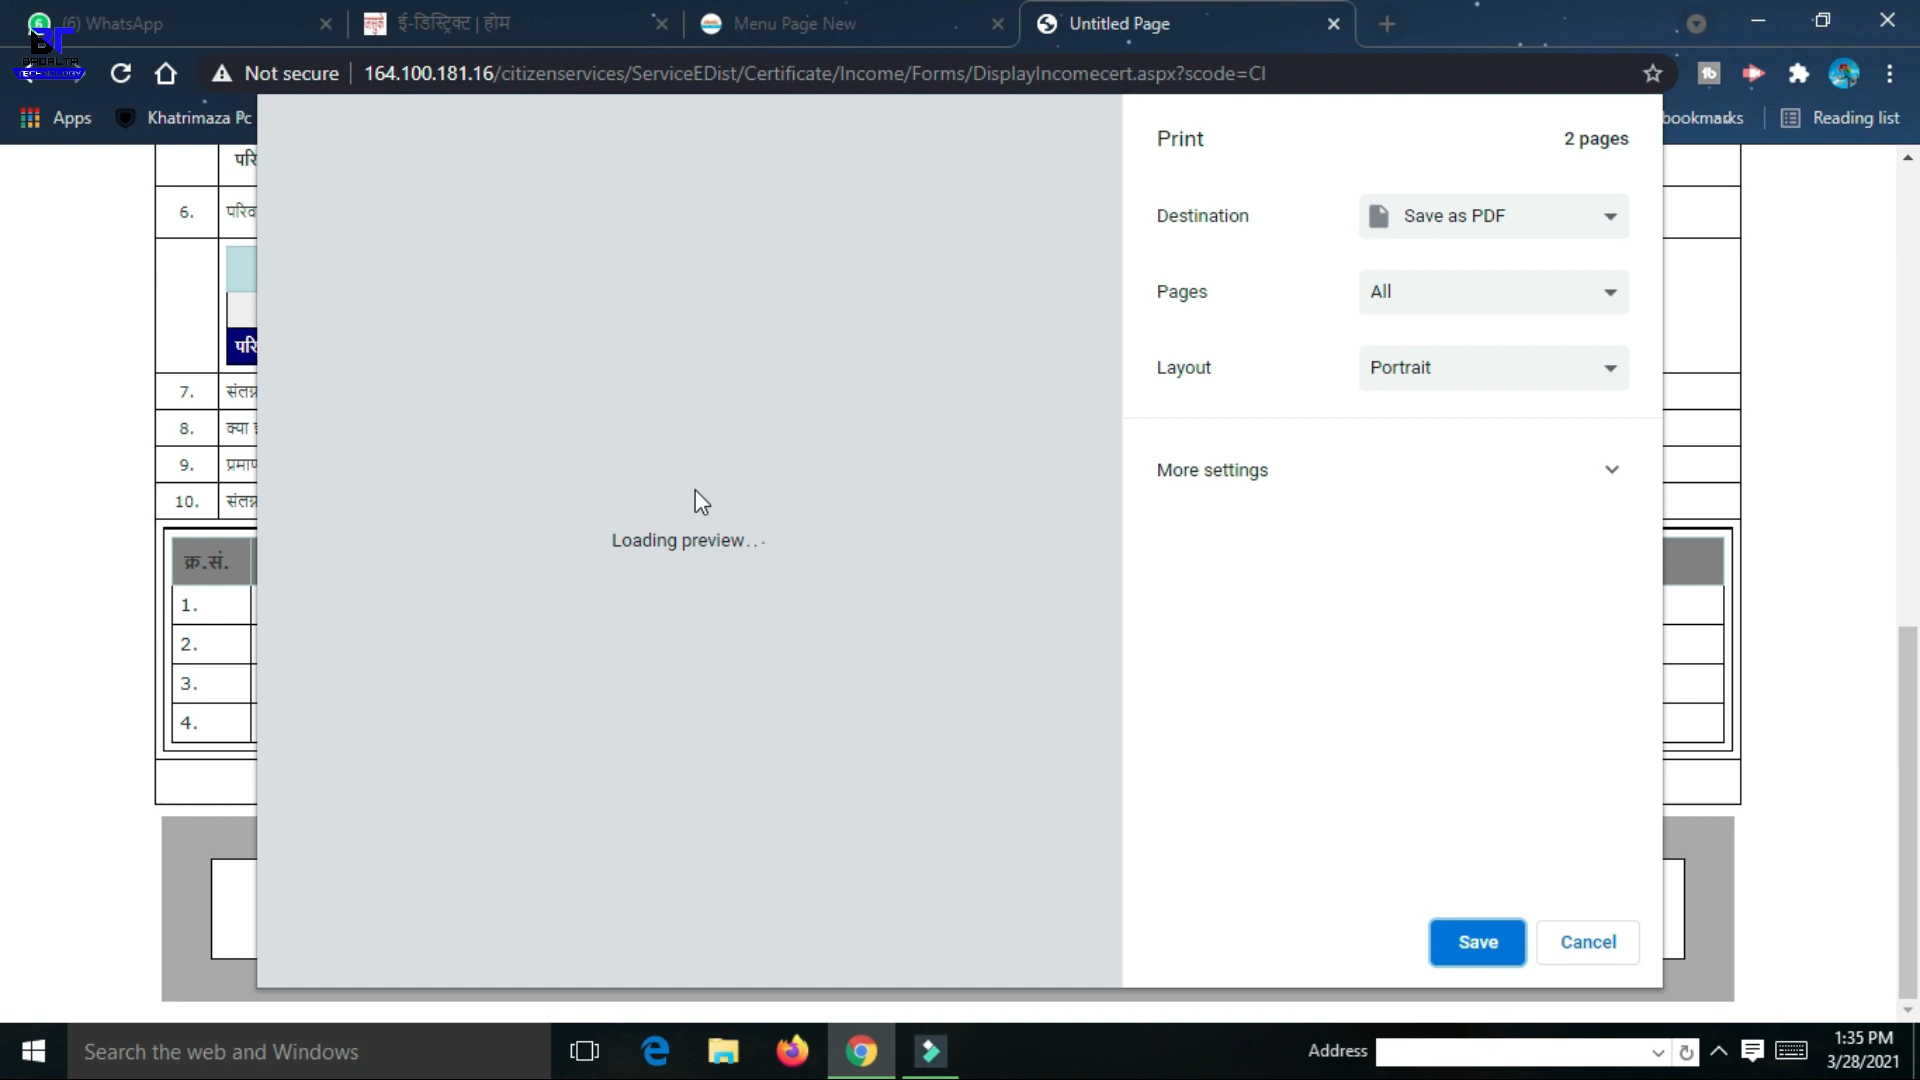 (6) WhatsApp
ई-डिस्ट्रिक्ट | होम
Menu Page New
Untitled Page
BT
TECHNOLOGY
Not secure
164.100.181.16/citizenservices/ServiceEDist/Certificate/Income/Forms/DisplayIncomecert.aspx?scode=CI
Apps
Khatrimaza Pc
bookmarks
Reading list
Print
2 pages
6.
Destination
Save as PDF
Pages
All
Layout
Portrait
7.
8.
क्या
9.
10.
More settings
Loading preview...
क्र.सं.
1.
2.
3.
4.
Save
Cancel
Search the web and Windows
Address
1:35 PM
3/28/2021